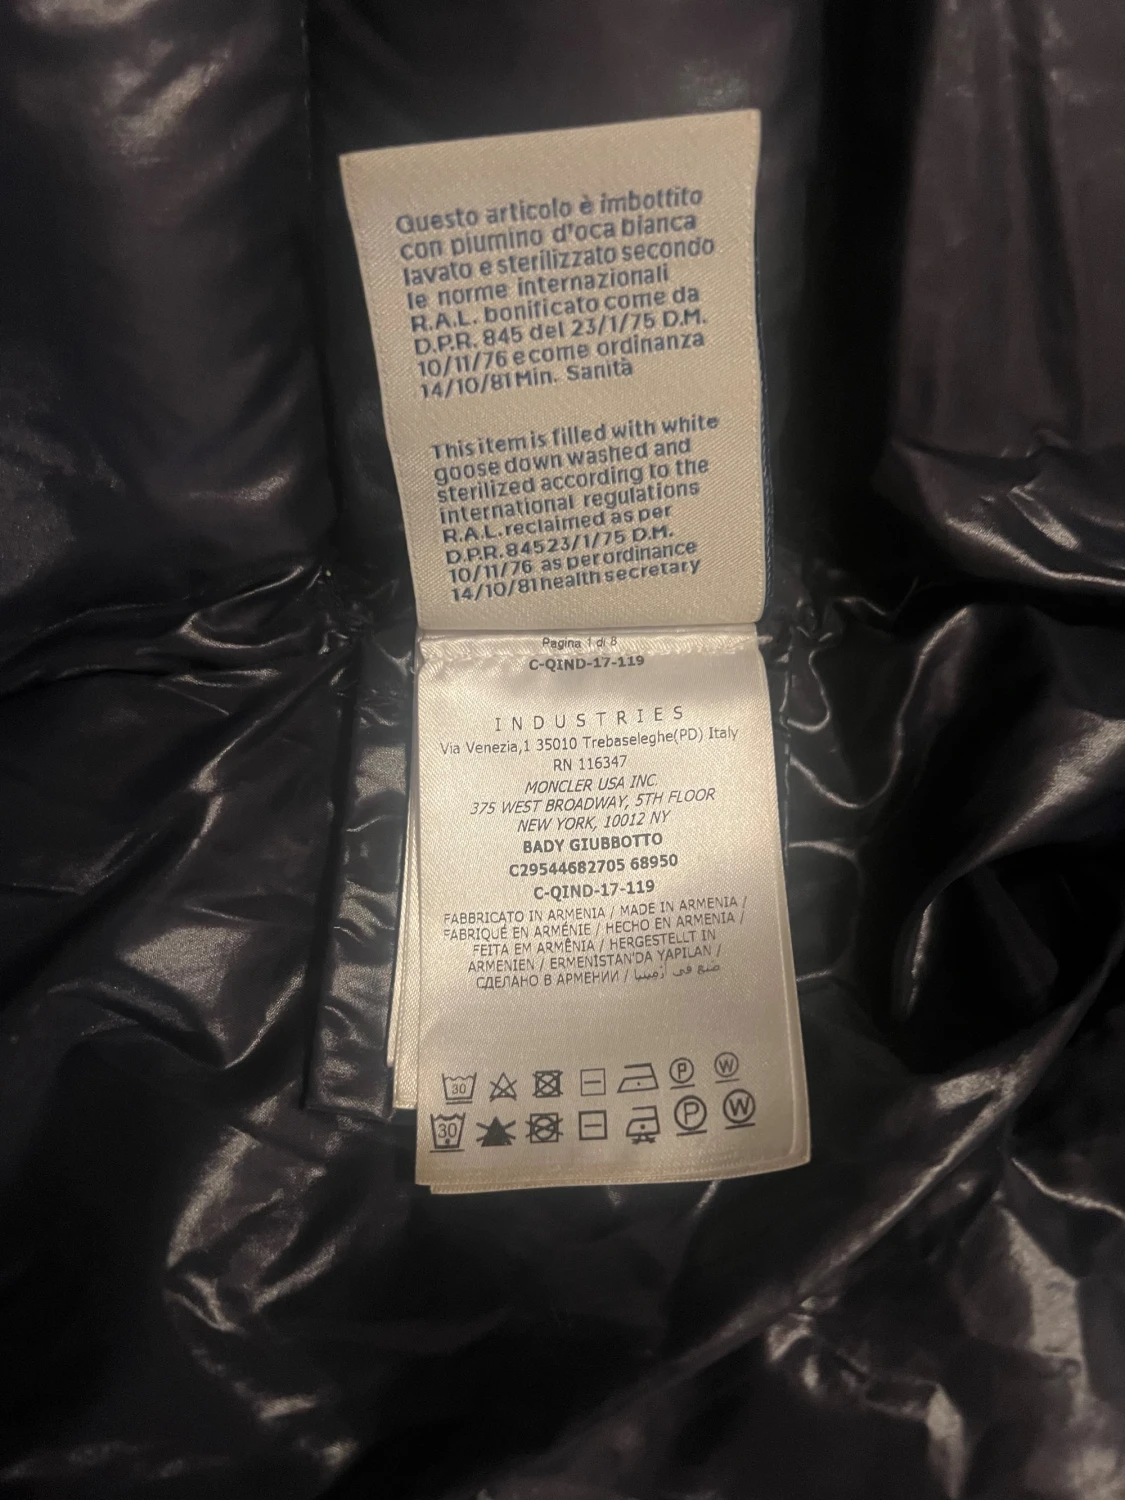 Questo articolo è imbottito
con piumino d'oca bianca
lavato e sterilizzato secondo
le norme internazionali
R.A.L. bonificato come da
D.P.R. 845 del 23/1/75 D.M.
10/11/76 e come ordinanza
14/10/81 Min. Sanità
This item is filled with white
goose down washed and
sterilized according to the
international regulations
R.A.L. reclaimed as per
D.P.R. 845 23/1/75 D.M.
10/11/76 as per ordinance
14/10/81 health secretary
Pagina 1 di 8
C-QIND-17-119
INDUSTRIES
Via Venezia,1 35010 Trebaseleghe(PD) Italy
RN 116347
MONCLER USA INC.
375 WEST BROADWAY, 5TH FLOOR
NEW YORK, 10012 NY
BADY GIUBBOTTO
C29544682705 68950
C-QIND-17-119
FABBRICATO IN ARMENIA / MADE IN ARMENIA /
FABRIQUÉ EN ARMÉNIE / HECHO EN ARMENIA /
FEITA EM ARMÊNIA / HERGESTELLT IN
ARMENIEN / ERMENISTAN'DA YAPILAN /
СДЕЛАНО В АРМЕНИИ / صنع في أرمينيا
30 P W
30 P W